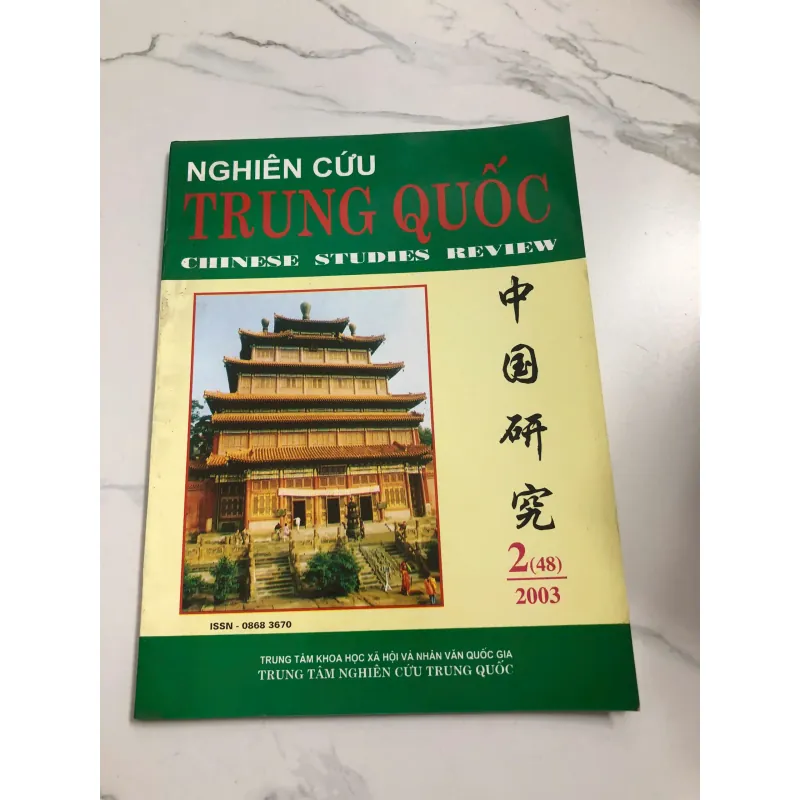 NGHIÊN CỨU
TRUNG QUỐC
CHINESE STUDIES REVIEW
中国研究
2(48)
2003
ISSN - 0868 3670
TRUNG TÂM KHOA HỌC XÃ HỘI VÀ NHÂN VĂN QUỐC GIA
TRUNG TÂM NGHIÊN CỨU TRUNG QUỐC